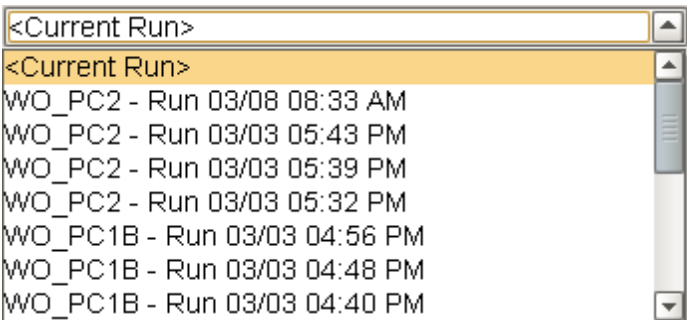 <Current Run>
<Current Run>
WO_PC2 - Run 03/08 08:33 AM
WO_PC2 - Run 03/03 05:43 PM
WO_PC2 - Run 03/03 05:39 PM
WO_PC2 - Run 03/03 05:32 PM
WO_PC1B - Run 03/03 04:56 PM
WO_PC1B - Run 03/03 04:48 PM
WO_PC1B - Run 03/03 04:40 PM